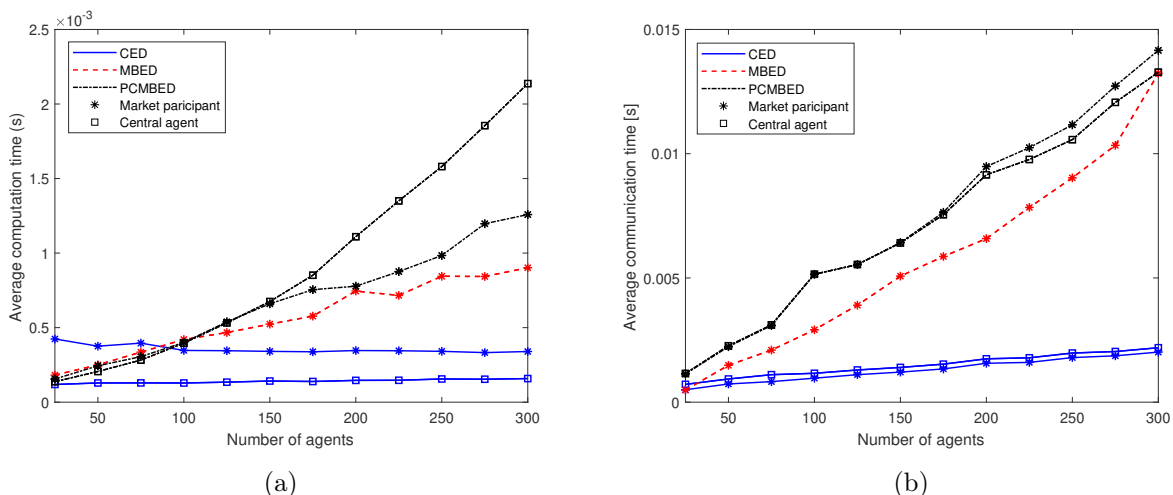 ×10⁻³
2.5
2
1.5
1
0.5
0
Average computation time (s)
CED
MBED
PCMBED
Market paricipant
Central agent
50 100 150 200 250 300
Number of agents
(a)
0.015
0.01
0.005
0
Average communication time [s]
CED
MBED
PCMBED
Market paricipant
Central agent
50 100 150 200 250 300
Number of agents
(b)